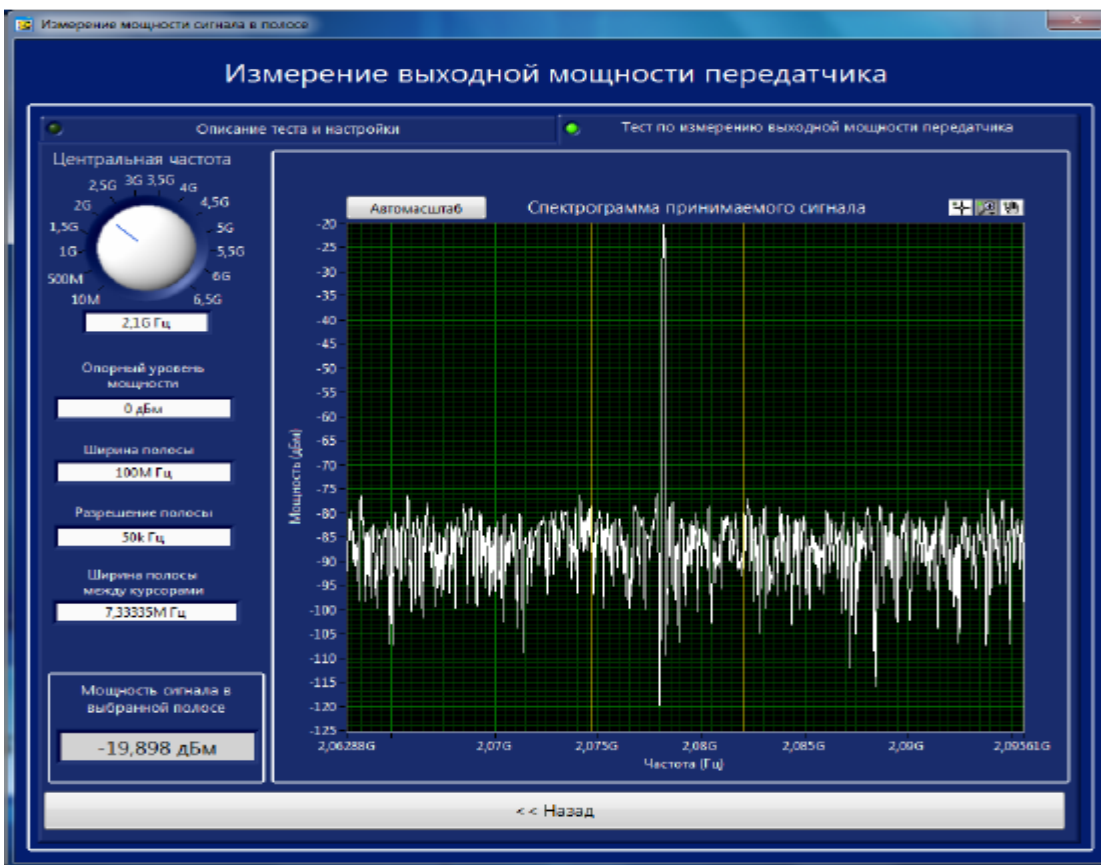 Измерение мощности сигнала в полосе
Измерение выходной мощности передатчика
Описание теста и настройки
Тест по измерению выходной мощности передатчика
Центральная частота
3G 3,5G
2,5G 4G
2G 4,5G
1,5G 5G
1G 5,5G
500M 6G
10M 6,5G
2,1G Гц
Опорный уровень
мощности
0 дБм
Ширина полосы
100M Гц
Разрешение полосы
50k Гц
Ширина полосы
между курсорами
7,33335M Гц
Мощность сигнала в
выбранной полосе
-19,898 дБм
Автомасштаб
Спектрограмма принимаемого сигнала
Мощность (дБм)
-20
-25
-30
-35
-40
-45
-50
-55
-60
-65
-70
-75
-80
-85
-90
-95
-100
-105
-110
-115
-120
-125
2,06288G 2,07G 2,075G 2,08G 2,085G 2,09G 2,09561G
Частота (Гц)
<< Назад